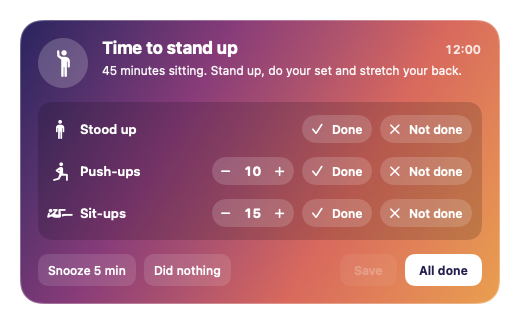 Time to stand up
12:00
45 minutes sitting. Stand up, do your set and stretch your back.
Stood up Done Not done
Push-ups − 10 + Done Not done
Sit-ups − 15 + Done Not done
Snooze 5 min Did nothing Save All done